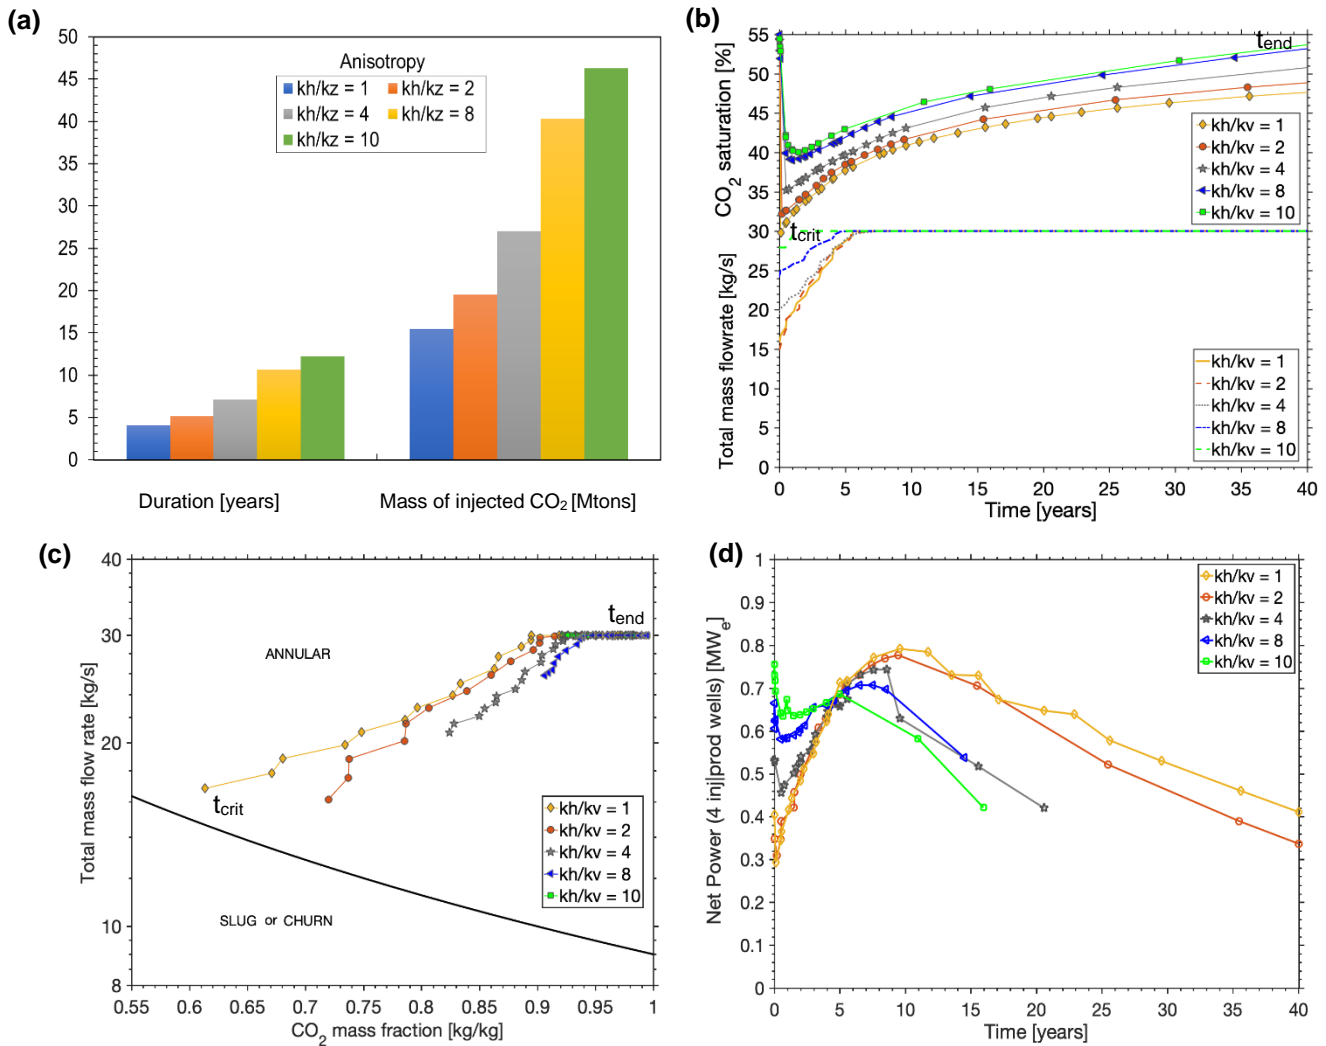 (a)
50
45
40
35
30
25
20
15
10
5
0
Anisotropy
kh/kz = 1
kh/kz = 2
kh/kz = 4
kh/kz = 8
kh/kz = 10
Duration [years]
Mass of injected CO₂ [Mtons]
(b)
CO₂ saturation [%]
Total mass flowrate [kg/s]
55
50
45
40
35
30
25
20
15
10
5
0
t_end
t_crit
kh/kv = 1
kh/kv = 2
kh/kv = 4
kh/kv = 8
kh/kv = 10
kh/kv = 1
kh/kv = 2
kh/kv = 4
kh/kv = 8
kh/kv = 10
0 5 10 15 20 25 30 35 40
Time [years]
(c)
Total mass flow rate [kg/s]
40
30
20
10
8
t_end
ANNULAR
t_crit
SLUG or CHURN
kh/kv = 1
kh/kv = 2
kh/kv = 4
kh/kv = 8
kh/kv = 10
0.55 0.6 0.65 0.7 0.75 0.8 0.85 0.9 0.95 1
CO₂ mass fraction [kg/kg]
(d)
Net Power (4 inj|prod wells) [MWₑ]
1
0.9
0.8
0.7
0.6
0.5
0.4
0.3
0.2
0.1
0
kh/kv = 1
kh/kv = 2
kh/kv = 4
kh/kv = 8
kh/kv = 10
0 5 10 15 20 25 30 35 40
Time [years]